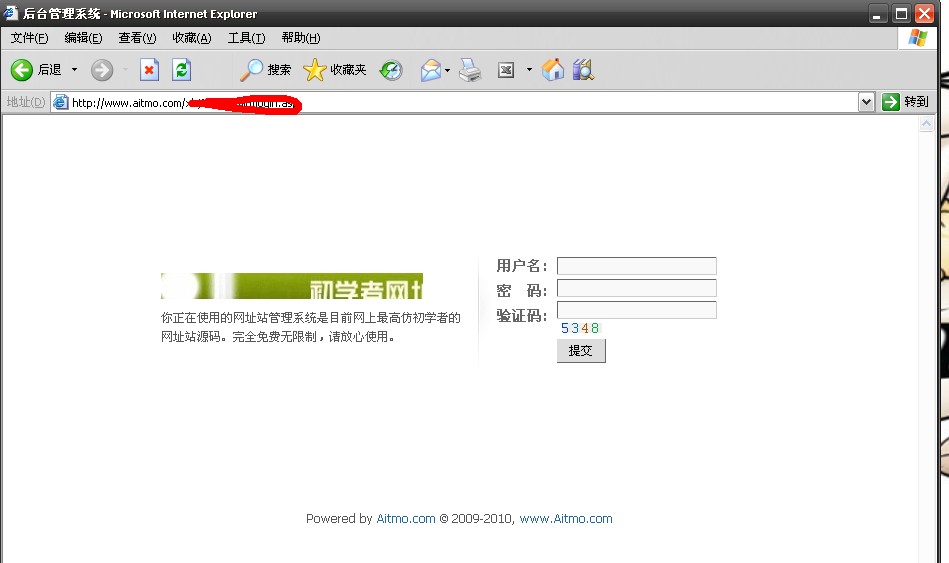 后台管理系统 - Microsoft Internet Explorer
文件(F) 编辑(E) 查看(V) 收藏(A) 工具(T) 帮助(H)
后退 搜索 收藏夹
地址(D) http://www.aitmo.com/ 转到
初学者网址
你正在使用的网址站管理系统是目前网上最高仿初学者的
网址站源码。完全免费无限制，请放心使用。
用户名：
密 码：
验证码：
5348
提交
Powered by Aitmo.com © 2009-2010, www.Aitmo.com